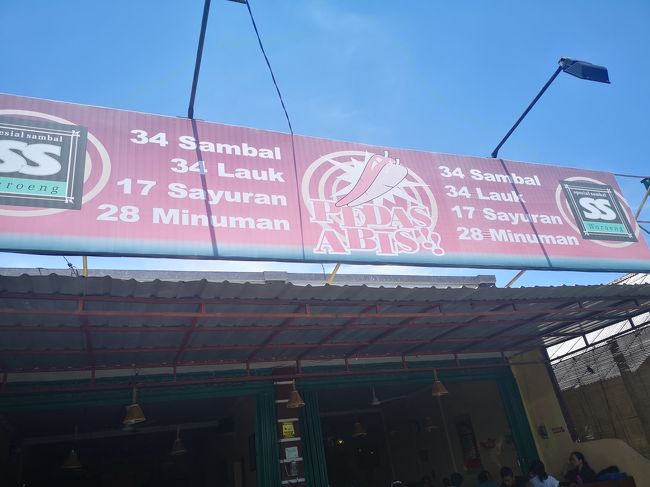 spesial sambal
SS
Waroeng
34 Sambal
34 Lauk
17 Sayuran
28 Minuman
PEDAS
ABIS!!
34 Sambal
34 Lauk
17 Sayuran
28 Minuman
spesial sambal
SS
Waroeng